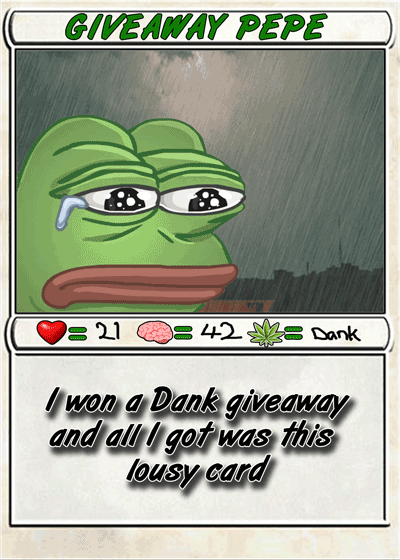 GIVEAWAY PEPE
= 21 = 42 = Dank
I won a Dank giveaway
and all I got was this
lousy card